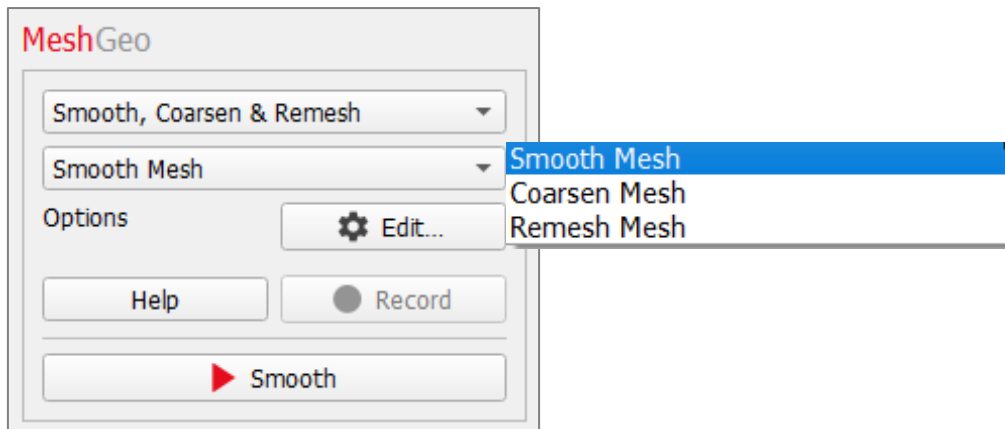 MeshGeo
Smooth, Coarsen & Remesh
Smooth Mesh
Smooth Mesh
Coarsen Mesh
Remesh Mesh
Options
Edit...
Help
Record
Smooth